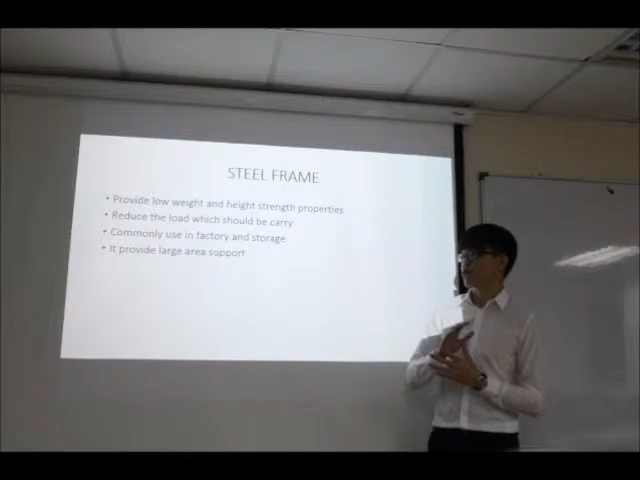 STEEL FRAME
• Provide low weight and height strength properties
• Reduce the load which should be carry
• Commonly use in factory and storage
• It provide large area support